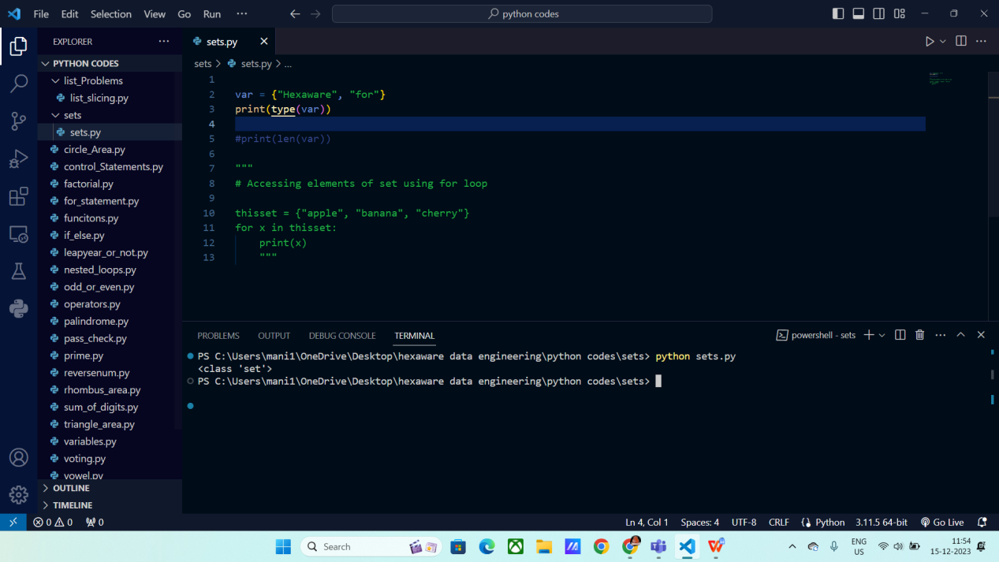 File Edit Selection View Go Run ··· python codes
EXPLORER ···
PYTHON CODES
list_Problems
list_slicing.py
sets
sets.py
circle_Area.py
control_Statements.py
factorial.py
for_statement.py
funcitons.py
if_else.py
leapyear_or_not.py
nested_loops.py
odd_or_even.py
operators.py
palindrome.py
pass_check.py
prime.py
reversenum.py
rhombus_area.py
sum_of_digits.py
triangle_area.py
variables.py
voting.py
vowel.py
OUTLINE
TIMELINE
sets.py
sets > sets.py > ...
1
2 var = {"Hexaware", "for"}
3 print(type(var))
4
5 #print(len(var))
6
7 """
8 # Accessing elements of set using for loop
9
10 thisset = {"apple", "banana", "cherry"}
11 for x in thisset:
12 print(x)
13 """
PROBLEMS OUTPUT DEBUG CONSOLE TERMINAL powershell - sets
PS C:\Users\mani1\OneDrive\Desktop\hexaware data engineering\python codes\sets> python sets.py
<class 'set'>
PS C:\Users\mani1\OneDrive\Desktop\hexaware data engineering\python codes\sets>
0 0 0 Ln 4, Col 1 Spaces: 4 UTF-8 CRLF Python 3.11.5 64-bit Go Live
Search
ENG
US
11:54
15-12-2023